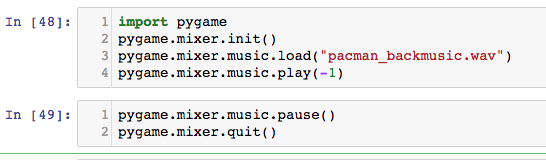 In [48]:
1 import pygame
2 pygame.mixer.init()
3 pygame.mixer.music.load("pacman_backmusic.wav")
4 pygame.mixer.music.play(-1)
In [49]:
1 pygame.mixer.music.pause()
2 pygame.mixer.quit()